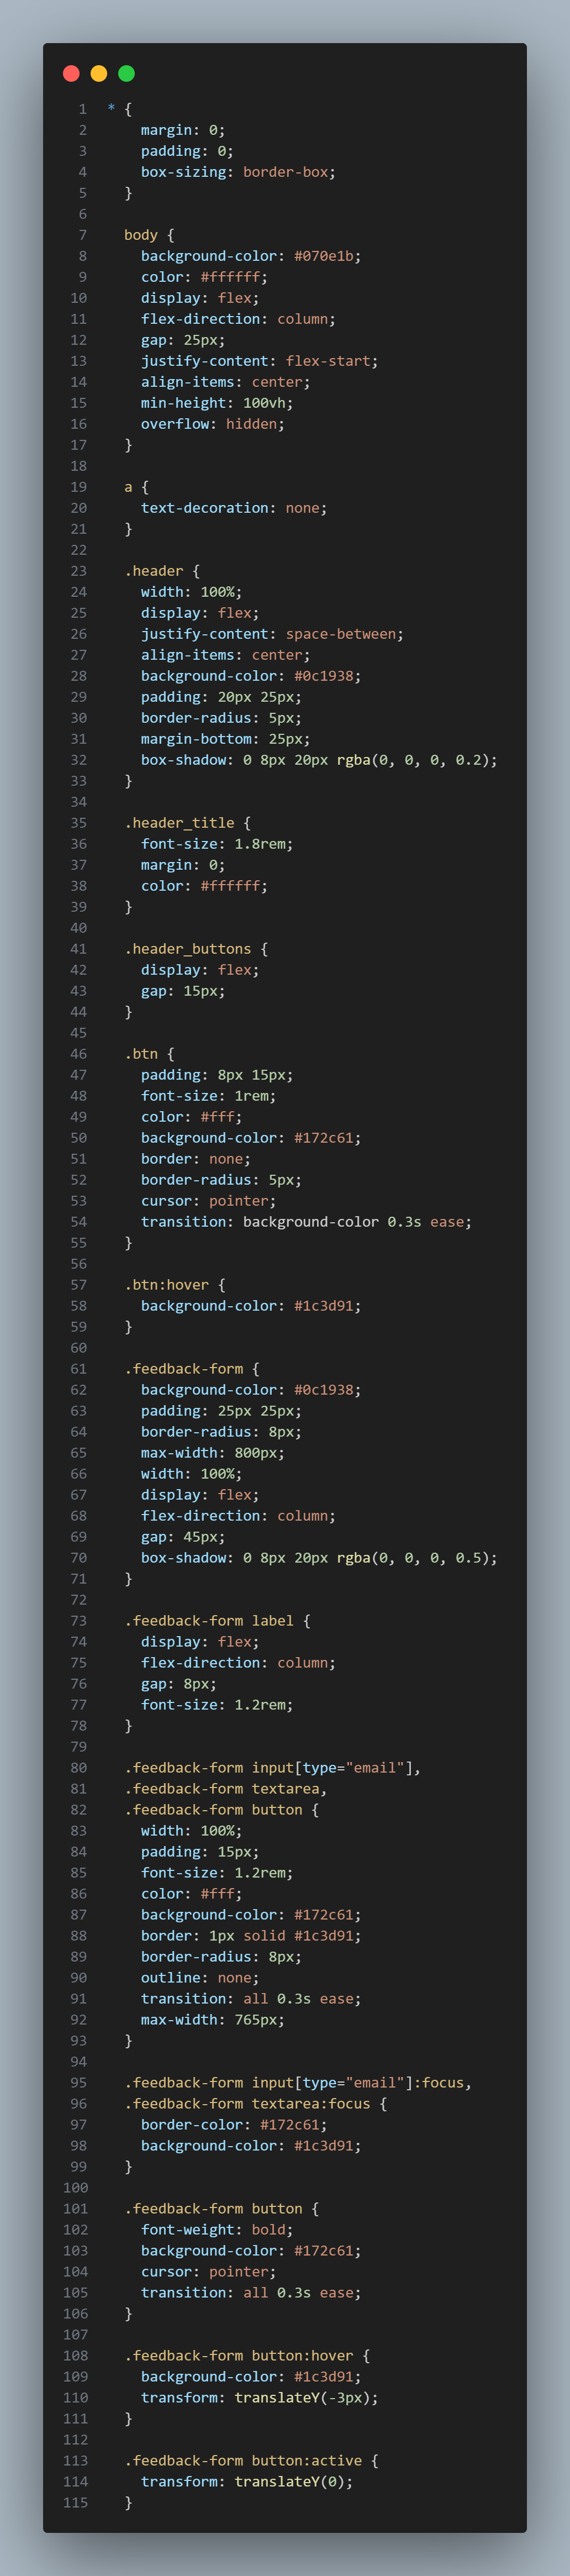 1 * {
2 margin: 0;
3 padding: 0;
4 box-sizing: border-box;
5 }
6
7 body {
8 background-color: #070e1b;
9 color: #ffffff;
10 display: flex;
11 flex-direction: column;
12 gap: 25px;
13 justify-content: flex-start;
14 align-items: center;
15 min-height: 100vh;
16 overflow: hidden;
17 }
18
19 a {
20 text-decoration: none;
21 }
22
23 .header {
24 width: 100%;
25 display: flex;
26 justify-content: space-between;
27 align-items: center;
28 background-color: #0c1938;
29 padding: 20px 25px;
30 border-radius: 5px;
31 margin-bottom: 25px;
32 box-shadow: 0 8px 20px rgba(0, 0, 0, 0.2);
33 }
34
35 .header_title {
36 font-size: 1.8rem;
37 margin: 0;
38 color: #ffffff;
39 }
40
41 .header_buttons {
42 display: flex;
43 gap: 15px;
44 }
45
46 .btn {
47 padding: 8px 15px;
48 font-size: 1rem;
49 color: #fff;
50 background-color: #172c61;
51 border: none;
52 border-radius: 5px;
53 cursor: pointer;
54 transition: background-color 0.3s ease;
55 }
56
57 .btn:hover {
58 background-color: #1c3d91;
59 }
60
61 .feedback-form {
62 background-color: #0c1938;
63 padding: 25px 25px;
64 border-radius: 8px;
65 max-width: 800px;
66 width: 100%;
67 display: flex;
68 flex-direction: column;
69 gap: 45px;
70 box-shadow: 0 8px 20px rgba(0, 0, 0, 0.5);
71 }
72
73 .feedback-form label {
74 display: flex;
75 flex-direction: column;
76 gap: 8px;
77 font-size: 1.2rem;
78 }
79
80 .feedback-form input[type="email"],
81 .feedback-form textarea,
82 .feedback-form button {
83 width: 100%;
84 padding: 15px;
85 font-size: 1.2rem;
86 color: #fff;
87 background-color: #172c61;
88 border: 1px solid #1c3d91;
89 border-radius: 8px;
90 outline: none;
91 transition: all 0.3s ease;
92 max-width: 765px;
93 }
94
95 .feedback-form input[type="email"]:focus,
96 .feedback-form textarea:focus {
97 border-color: #172c61;
98 background-color: #1c3d91;
99 }
100
101 .feedback-form button {
102 font-weight: bold;
103 background-color: #172c61;
104 cursor: pointer;
105 transition: all 0.3s ease;
106 }
107
108 .feedback-form button:hover {
109 background-color: #1c3d91;
110 transform: translateY(-3px);
111 }
112
113 .feedback-form button:active {
114 transform: translateY(0);
115 }